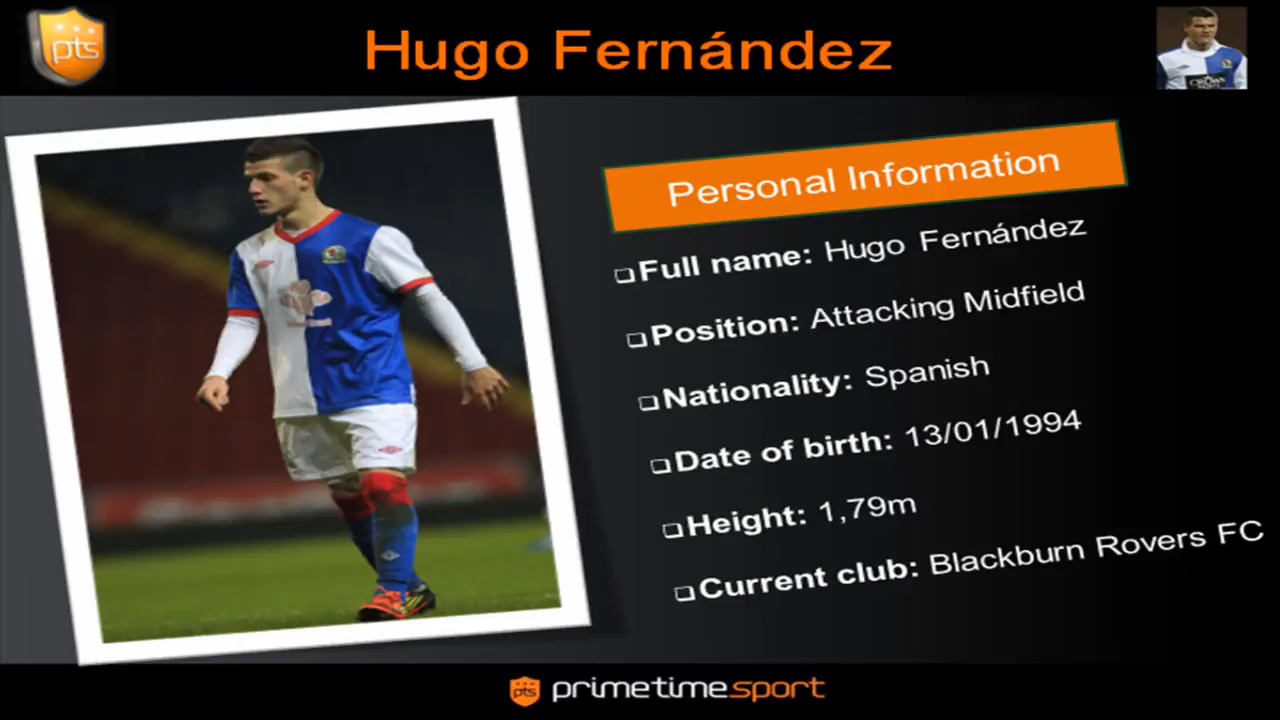 pts
Hugo Fernández
CROWN
Personal Information
Full name: Hugo Fernández
Position: Attacking Midfield
Nationality: Spanish
Date of birth: 13/01/1994
Height: 1,79m
Current club: Blackburn Rovers FC
pts primetimesport